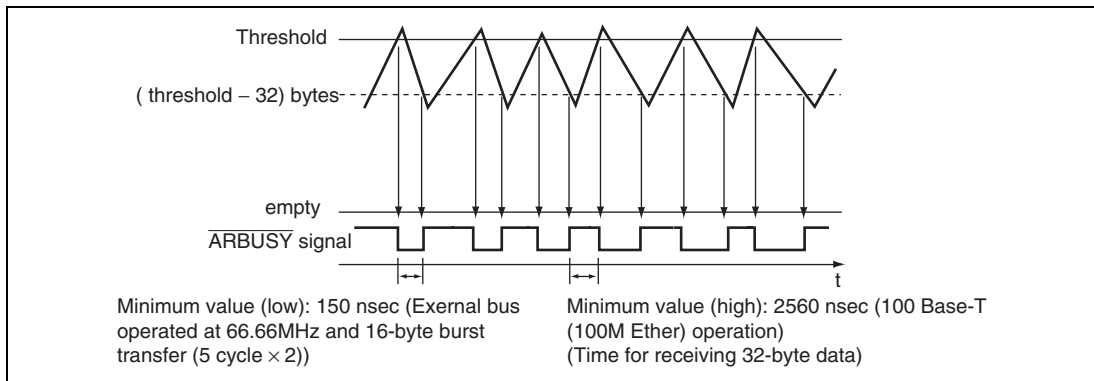 Threshold
( threshold – 32) bytes
empty
ARBUSY signal
t
Minimum value (low): 150 nsec (Exernal bus
operated at 66.66MHz and 16-byte burst
transfer (5 cycle × 2))
Minimum value (high): 2560 nsec (100 Base-T
(100M Ether) operation)
(Time for receiving 32-byte data)